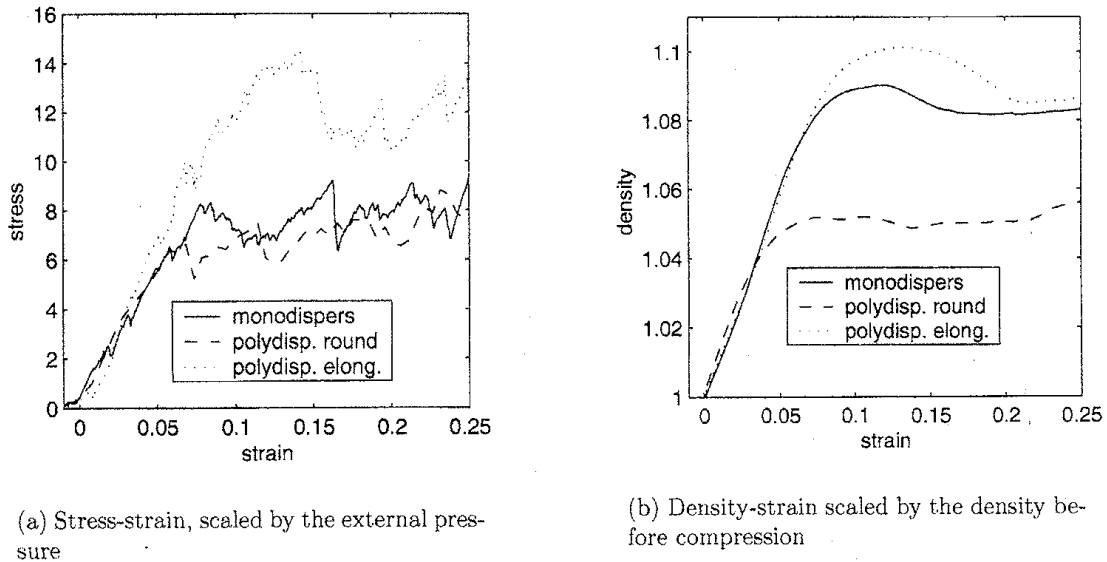 16
14
12
10
8
6
4
2
0
stress
monodispers
polydisp. round
polydisp. elong.
0 0.05 0.1 0.15 0.2 0.25
strain
(a) Stress-strain, scaled by the external pres-
sure
1.1
1.08
1.06
1.04
1.02
1
density
monodispers
polydisp. round
polydisp. elong.
0 0.05 0.1 0.15 0.2 0.25
strain
(b) Density-strain scaled by the density be-
fore compression